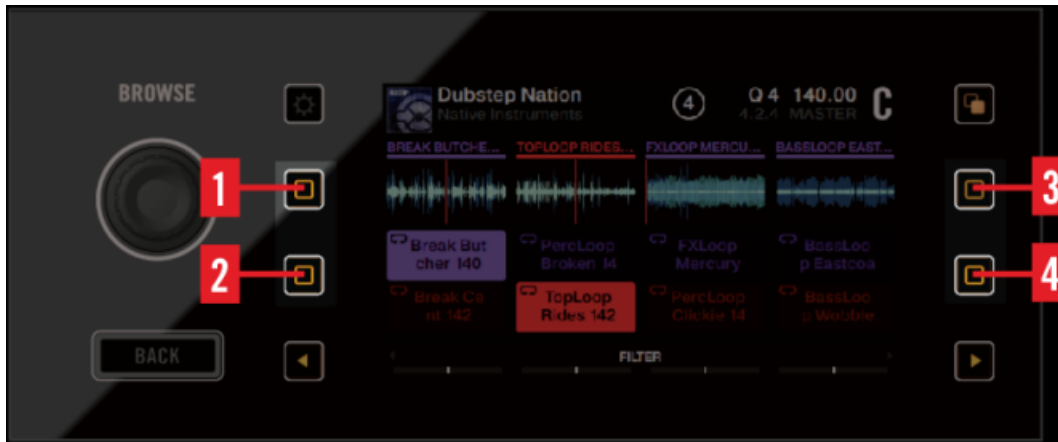 BROWSE
Dubstep Nation
Native Instruments
4
Q 4 140.00
4.2.4 MASTER
C
BREAK BUTCHE...
TOPLOOP RIDES...
FXLOOP MERCU...
BASSLOOP EAST...
1
3
Break But
cher 140
PercLoop
Broken 14
FXLoop
Mercury
BassLoo
p Eastcoa
2
4
Break Ca
nt 142
TopLoop
Rides 142
PercLoop
Clickie 14
BassLoo
p Wobble
BACK
FILTER